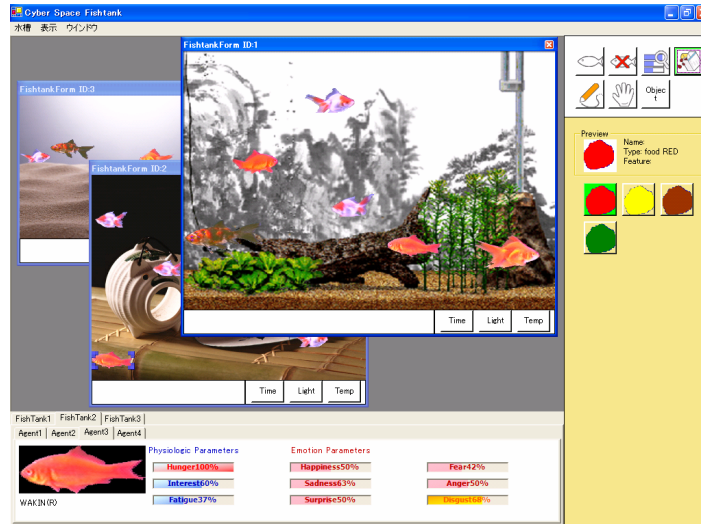 Cyber Space Fishtank
水槽 表示 ウインドウ
FishtankForm ID:1
FishtankForm ID:3
FishtankForm ID:2
Time Light Temp
Time Light Temp
Objec
t
Preview
Name:
Type: food RED
Feature:
FishTank1 FishTank2 FishTank3
Agent1 Agent2 Agent3 Agent4
Physiologic Parameters Emotion Parameters
Hunger100% Happiness50% Fear42%
Interest60% Sadness63% Anger50%
Fatigue37% Surprise50% Disgust68%
WAKIN(R)